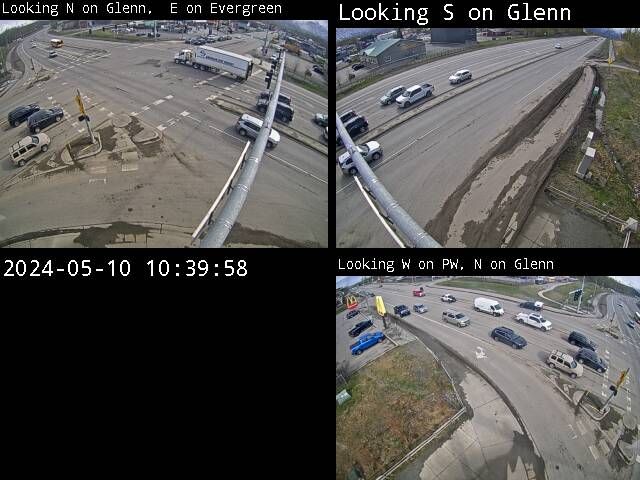 Looking N on Glenn,  E on Evergreen
Looking S on Glenn
2024-05-10 10:39:58
Looking W on PW, N on Glenn